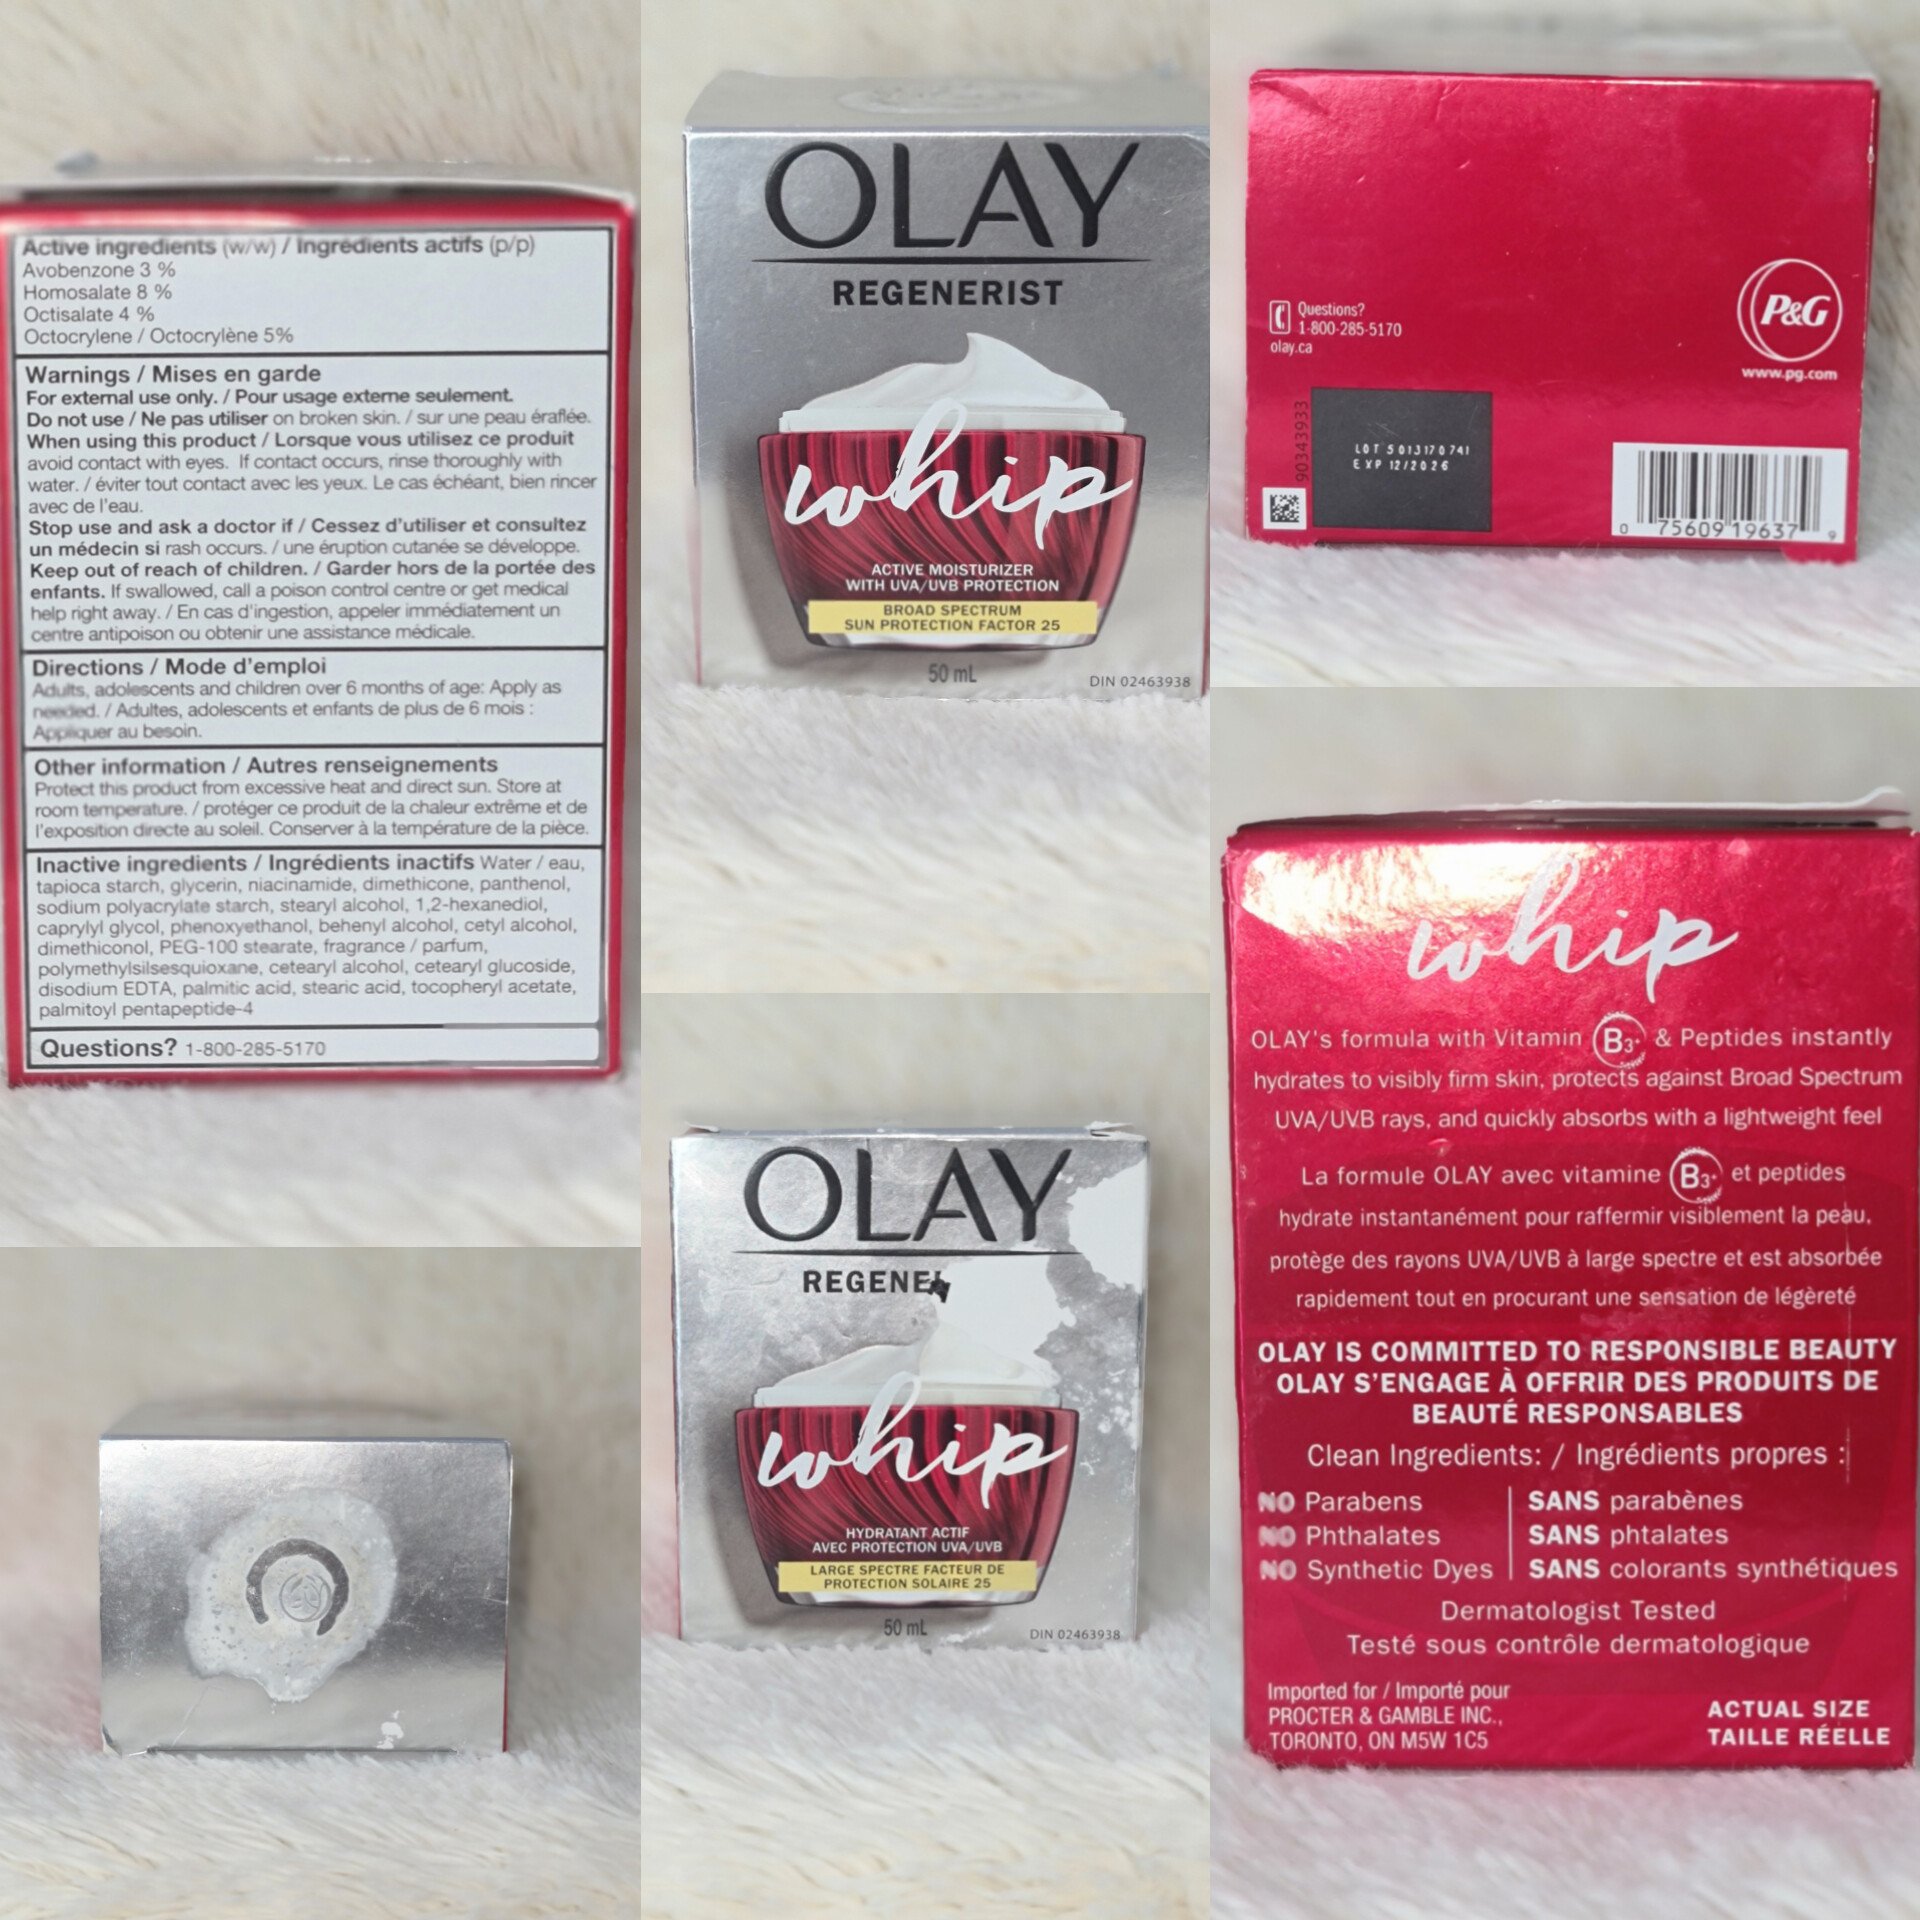 Active ingredients (w/w) / Ingrédients actifs (p/p)
Avobenzone 3 %
Homosalate 8 %
Octisalate 4 %
Octocrylene / Octocrylène 5%
Warnings / Mises en garde
For external use only. / Pour usage externe seulement.
Do not use / Ne pas utiliser on broken skin. / sur une peau éraflée.
When using this product / Lorsque vous utilisez ce produit
avoid contact with eyes. If contact occurs, rinse thoroughly with
water. / éviter tout contact avec les yeux. Le cas échéant, bien rincer
avec de l'eau.
Stop use and ask a doctor if / Cessez d'utiliser et consultez
un médecin si rash occurs. / une éruption cutanée se développe.
Keep out of reach of children. / Garder hors de la portée des
enfants. If swallowed, call a poison control centre or get medical
help right away. / En cas d'ingestion, appeler immédiatement un
centre antipoison ou obtenir une assistance médicale.
Directions / Mode d'emploi
Adults, adolescents and children over 6 months of age: Apply as
needed. / Adultes, adolescents et enfants de plus de 6 mois :
Appliquer au besoin.
Other information / Autres renseignements
Protect this product from excessive heat and direct sun. Store at
room temperature. / protéger ce produit de la chaleur extrême et de
l'exposition directe au soleil. Conserver à la température de la pièce.
Inactive ingredients / Ingrédients inactifs Water / eau,
tapioca starch, glycerin, niacinamide, dimethicone, panthenol,
sodium polyacrylate starch, stearyl alcohol, 1,2-hexanediol,
caprylyl glycol, phenoxyethanol, behenyl alcohol, cetyl alcohol,
dimethiconol, PEG-100 stearate, fragrance / parfum,
polymethylsilsesquioxane, cetearyl alcohol, cetearyl glucoside,
disodium EDTA, palmitic acid, stearic acid, tocopheryl acetate,
palmitoyl pentapeptide-4
Questions? 1-800-285-5170
OLAY
REGENERIST
whip
ACTIVE MOISTURIZER
WITH UVA/UVB PROTECTION
BROAD SPECTRUM
SUN PROTECTION FACTOR 25
50 mL
DIN 02463938
Questions?
1-800-285-5170
olay.ca
P&G
www.pg.com
90343933
LOT 5013170741
EXP 12/2026
0 75609 19637 9
OLAY
REGENE
whip
HYDRATANT ACTIF
AVEC PROTECTION UVA/UVB
LARGE SPECTRE FACTEUR DE
PROTECTION SOLAIRE 25
50 mL
DIN 02463938
whip
OLAY's formula with Vitamin B3+ & Peptides instantly
hydrates to visibly firm skin, protects against Broad Spectrum
UVA/UVB rays, and quickly absorbs with a lightweight feel
La formule OLAY avec vitamine B3+ et peptides
hydrate instantanément pour raffermir visiblement la peau,
protège des rayons UVA/UVB à large spectre et est absorbée
rapidement tout en procurant une sensation de légèreté
OLAY IS COMMITTED TO RESPONSIBLE BEAUTY
OLAY S'ENGAGE À OFFRIR DES PRODUITS DE
BEAUTÉ RESPONSABLES
Clean Ingredients: / Ingrédients propres :
NO Parabens
NO Phthalates
NO Synthetic Dyes
SANS parabènes
SANS phtalates
SANS colorants synthétiques
Dermatologist Tested
Testé sous contrôle dermatologique
Imported for / Importé pour
PROCTER & GAMBLE INC.,
TORONTO, ON M5W 1C5
ACTUAL SIZE
TAILLE RÉELLE